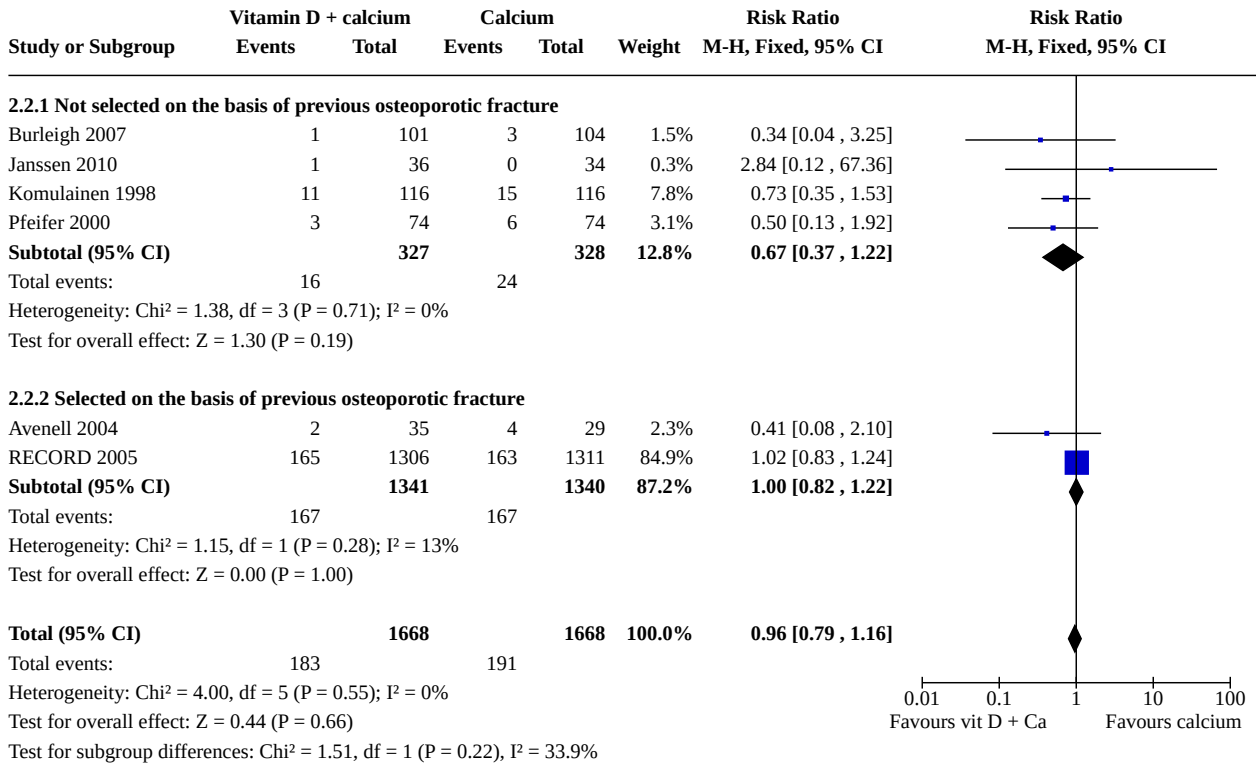 Vitamin D + calcium Calcium Risk Ratio Risk Ratio
Study or Subgroup Events Total Events Total Weight M-H, Fixed, 95% CI M-H, Fixed, 95% CI
2.2.1 Not selected on the basis of previous osteoporotic fracture
Burleigh 2007 1 101 3 104 1.5% 0.34 [0.04 , 3.25]
Janssen 2010 1 36 0 34 0.3% 2.84 [0.12 , 67.36]
Komulainen 1998 11 116 15 116 7.8% 0.73 [0.35 , 1.53]
Pfeifer 2000 3 74 6 74 3.1% 0.50 [0.13 , 1.92]
Subtotal (95% CI) 327 328 12.8% 0.67 [0.37 , 1.22]
Total events: 16 24
Heterogeneity: Chi² = 1.38, df = 3 (P = 0.71); I² = 0%
Test for overall effect: Z = 1.30 (P = 0.19)
2.2.2 Selected on the basis of previous osteoporotic fracture
Avenell 2004 2 35 4 29 2.3% 0.41 [0.08 , 2.10]
RECORD 2005 165 1306 163 1311 84.9% 1.02 [0.83 , 1.24]
Subtotal (95% CI) 1341 1340 87.2% 1.00 [0.82 , 1.22]
Total events: 167 167
Heterogeneity: Chi² = 1.15, df = 1 (P = 0.28); I² = 13%
Test for overall effect: Z = 0.00 (P = 1.00)
Total (95% CI) 1668 1668 100.0% 0.96 [0.79 , 1.16]
Total events: 183 191
Heterogeneity: Chi² = 4.00, df = 5 (P = 0.55); I² = 0%
0.01 0.1 1 10 100
Test for overall effect: Z = 0.44 (P = 0.66)
Favours vit D + Ca Favours calcium
Test for subgroup differences: Chi² = 1.51, df = 1 (P = 0.22), I² = 33.9%